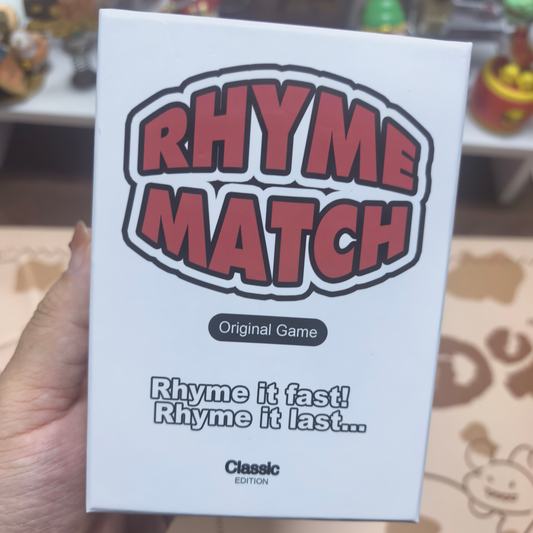 RHYME
MATCH
Original Game
Rhyme it fast!
Rhyme it last...
Classic
EDITION